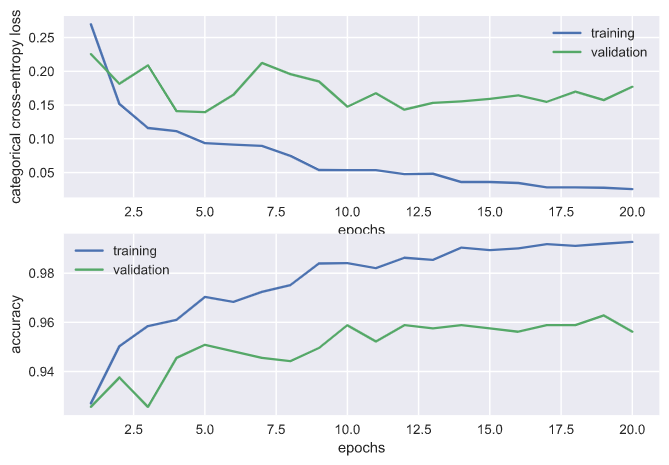 categorical cross-entropy loss
0.25
0.20
0.15
0.10
0.05
training
validation
2.5 5.0 7.5 10.0 12.5 15.0 17.5 20.0
epochs
accuracy
0.98
0.96
0.94
training
validation
2.5 5.0 7.5 10.0 12.5 15.0 17.5 20.0
epochs